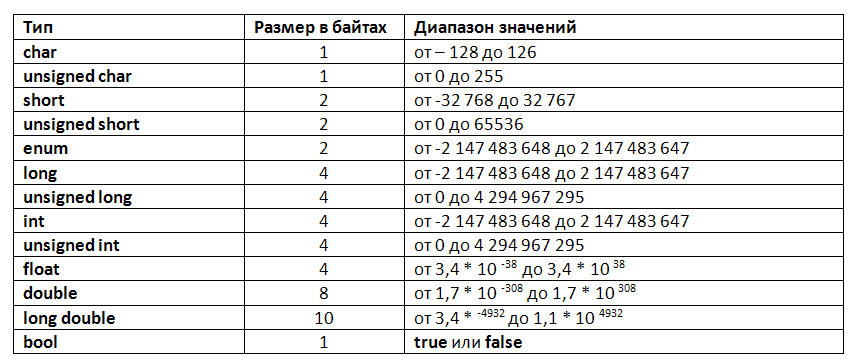 Тип Размер в байтах Диапазон значений
char 1 от – 128 до 126
unsigned char 1 от 0 до 255
short 2 от -32 768 до 32 767
unsigned short 2 от 0 до 65536
enum 2 от -2 147 483 648 до 2 147 483 647
long 4 от -2 147 483 648 до 2 147 483 647
unsigned long 4 от 0 до 4 294 967 295
int 4 от -2 147 483 648 до 2 147 483 647
unsigned int 4 от 0 до 4 294 967 295
float 4 от 3,4 * 10 -38 до 3,4 * 10 38
double 8 от 1,7 * 10 -308 до 1,7 * 10 308
long double 10 от 3,4 * -4932 до 1,1 * 10 4932
bool 1 true или false